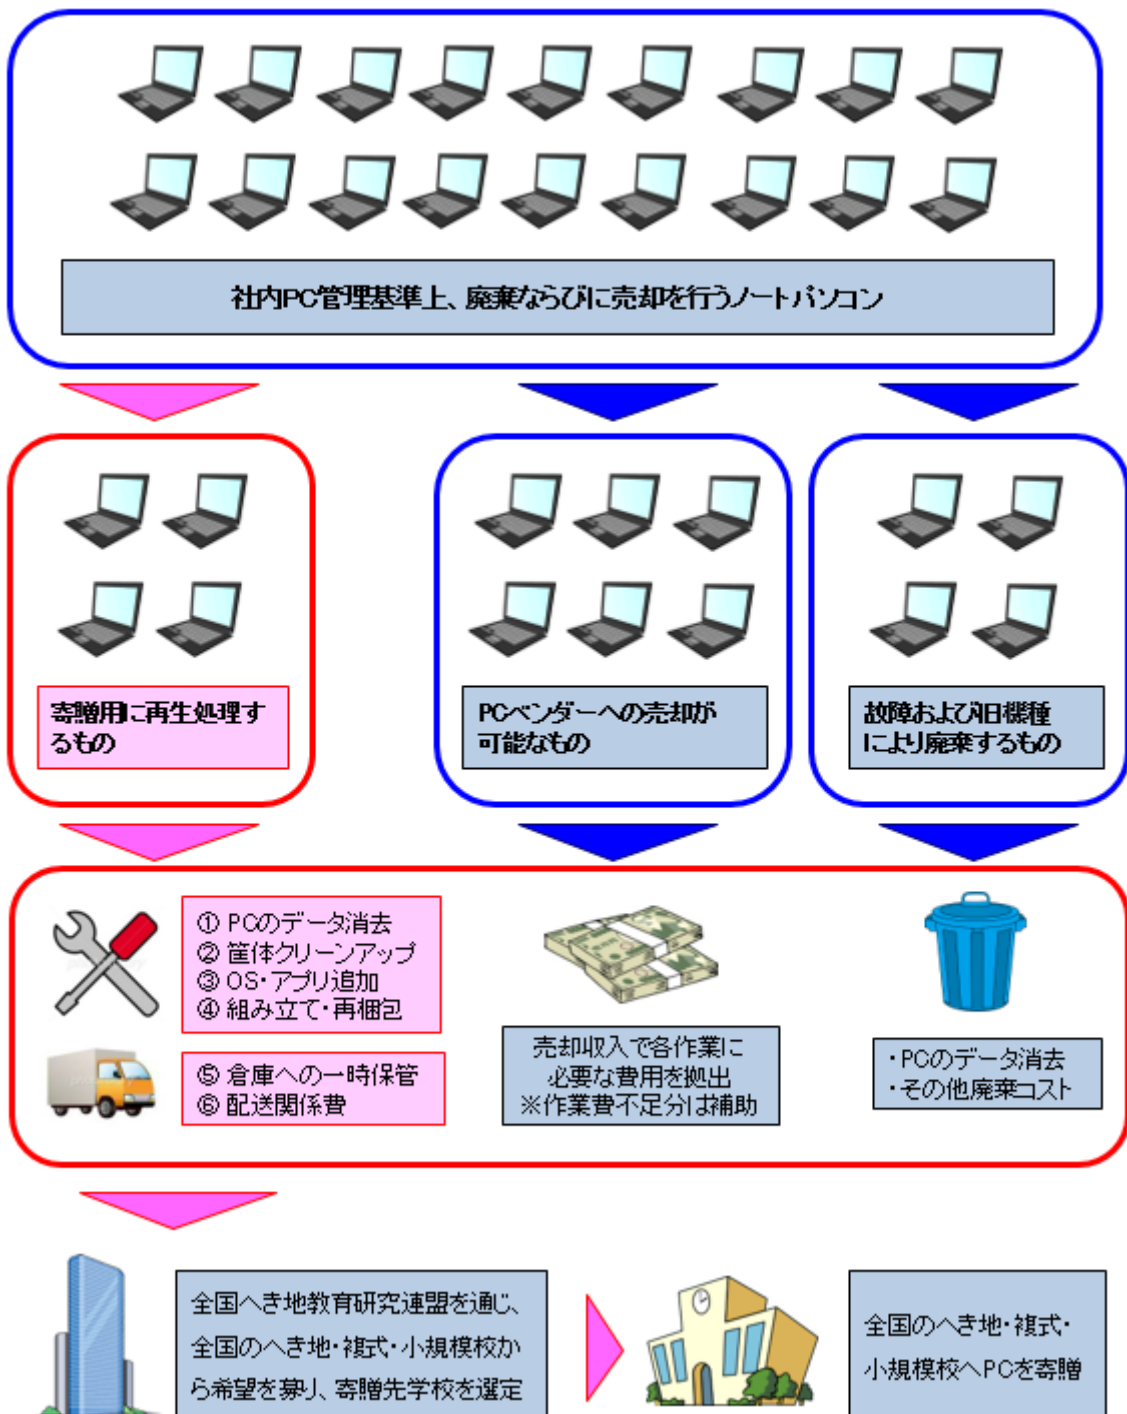 社内PC管理基準上、廃棄ならびに売却を行うノートパソコン
寄贈用に再生処理す
るもの
PCベンダーへの売却が
可能なもの
故障および旧機種
により廃棄するもの
① PCのデータ消去
② 筐体クリーンアップ
③ OS・アプリ追加
④ 組み立て・再梱包
⑤ 倉庫への一時保管
⑥ 配送関係費
売却収入で各作業に
必要な費用を拠出
※作業費不足分は補助
・PCのデータ消去
・その他廃棄コスト
全国へき地教育研究連盟を通じ、
全国のへき地・複式・小規模校か
ら希望を募り、寄贈先学校を選定
全国のへき地・複式・
小規模校へPCを寄贈